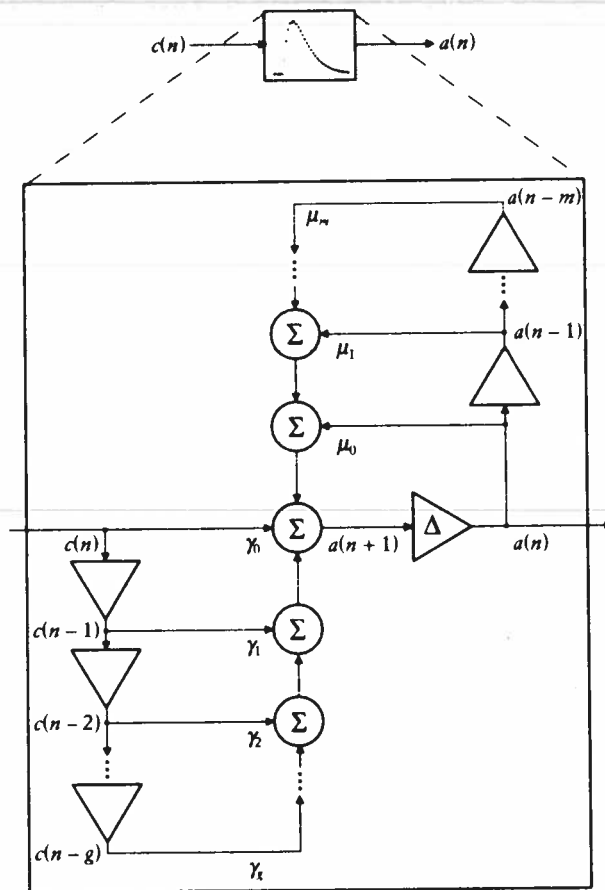 c(n) a(n)
a(n − m)
μₘ
Σ a(n − 1)
μ₁
Σ
μ₀
Σ Δ
c(n) γ₀ a(n + 1) a(n)
Σ
c(n − 1) γ₁
Σ
c(n − 2) γ₂
c(n − g)
γg